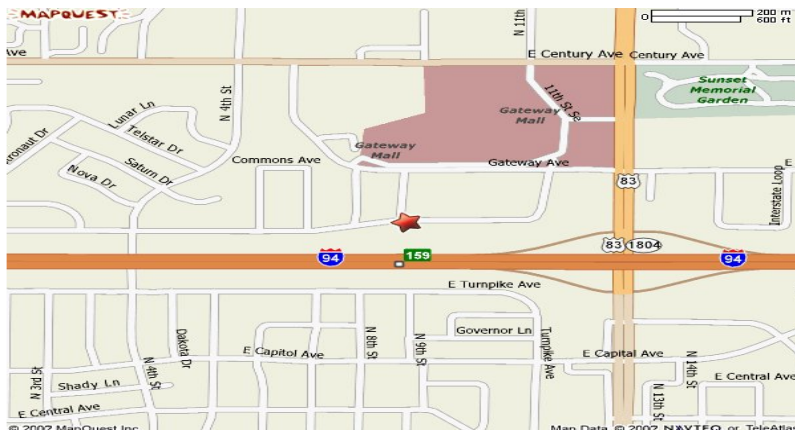 MAPQUEST
200 m
0
600 ft
N 11th
Ave
E Century Ave
Century Ave
Sunset
Memorial
Garden
11th St Se
Gateway
Mall
N 4th St
Lunar Ln
Telstar Dr
Gateway
Mall
Saturn Dr
Commons Ave
Gateway Ave
E
Nova Dr
83
Interstate Loop
83
1804
94
159
94
E Turnpike Ave
Governor Ln
Turnpike Ave
N 8th St
N 9th St
Dakota Dr
E Capitol Ave
E Capital Ave
N 14th St
N 3rd St
N 4th St
Shady Ln
E Central Ave
N 13th St
E Central Ave
© 2007 MapQuest Inc.
Map Data © 2007 NAVTEQ or TeleAtlas